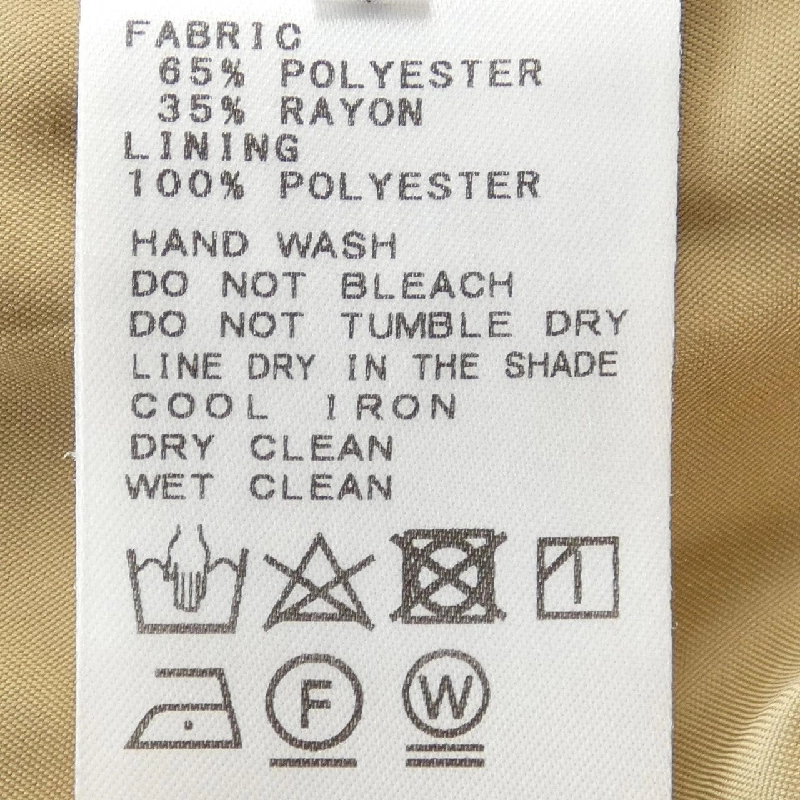 FABRIC
65% POLYESTER
35% RAYON
LINING
100% POLYESTER
HAND WASH
DO NOT BLEACH
DO NOT TUMBLE DRY
LINE DRY IN THE SHADE
COOL IRON
DRY CLEAN
WET CLEAN
F W